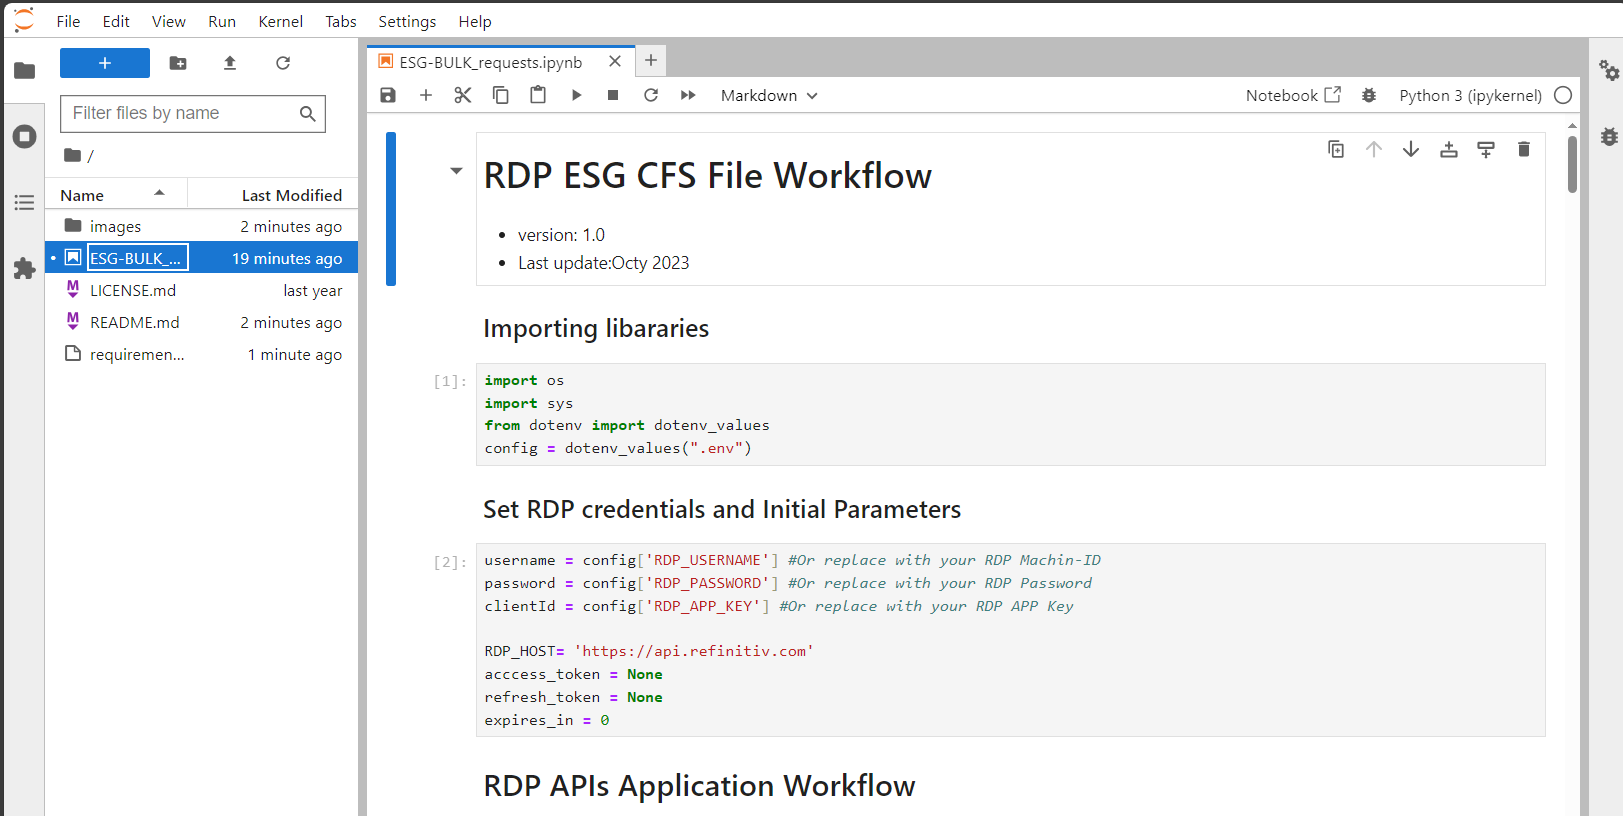 File Edit View Run Kernel Tabs Settings Help
ESG-BULK_requests.ipynb
Filter files by name
/
Name Last Modified
images 2 minutes ago
ESG-BULK_... 19 minutes ago
LICENSE.md last year
README.md 2 minutes ago
requiremen... 1 minute ago
Markdown
Notebook
Python 3 (ipykernel)
RDP ESG CFS File Workflow
version: 1.0
Last update:Octy 2023
Importing libararies
[1]:
import os
import sys
from dotenv import dotenv_values
config = dotenv_values(".env")
Set RDP credentials and Initial Parameters
[2]:
username = config['RDP_USERNAME'] #Or replace with your RDP Machin-ID
password = config['RDP_PASSWORD'] #Or replace with your RDP Password
clientId = config['RDP_APP_KEY'] #Or replace with your RDP APP Key
RDP_HOST= 'https://api.refinitiv.com'
acccess_token = None
refresh_token = None
expires_in = 0
RDP APIs Application Workflow